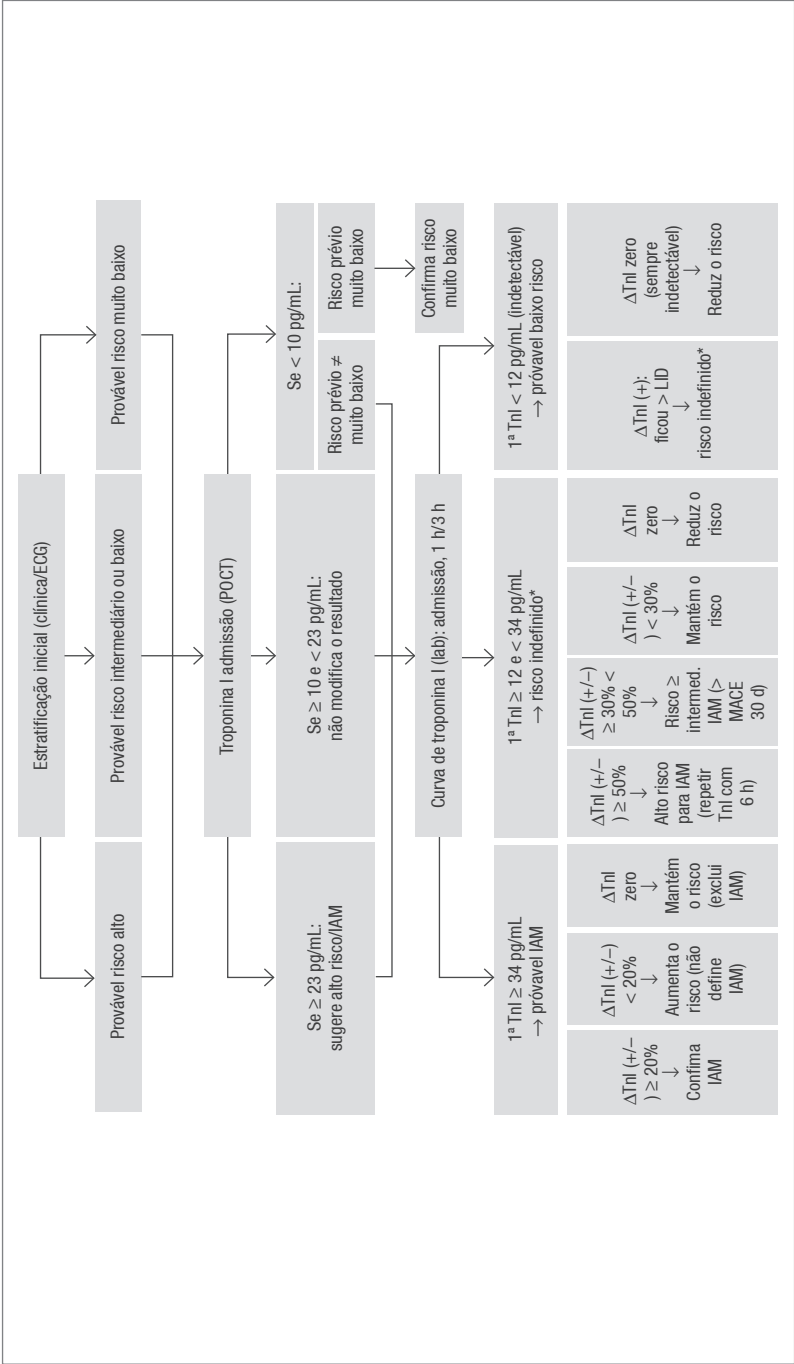 Estratificação inicial (clínica/ECG)
Provável risco alto
Provável risco intermediário ou baixo
Provável risco muito baixo
Troponina I admissão (POCT)
Se ≥ 23 pg/mL:
sugere alto risco/IAM
Se ≥ 10 e < 23 pg/mL:
não modifica o resultado
Se < 10 pg/mL:
Risco prévio ≠
muito baixo
Risco prévio
muito baixo
Confirma risco
muito baixo
Curva de troponina I (lab): admissão, 1 h/3 h
1ª TnI ≥ 34 pg/mL
→ próvavel IAM
1ª TnI ≥ 12 e < 34 pg/mL
→ risco indefinido*
1ª TnI < 12 pg/mL (indetectável)
→ próvavel baixo risco
ΔTnI (+/–
) ≥ 20%
↓
Confima
IAM
ΔTnI (+/–)
< 20%
↓
Aumenta o
risco (não
define
IAM)
ΔTnI
zero
↓
Mantém
o risco
(exclui
IAM)
ΔTnI (+/–
) ≥ 50%
↓
Alto risco
para IAM
(repetir
TnI com
6 h)
ΔTnI (+/–)
≥ 30% <
50%
↓
Risco ≥
intermed.
IAM (>
MACE
30 d)
ΔTnI (+/–
) < 30%
↓
Mantém o
risco
ΔTnI
zero
↓
Reduz o
risco
ΔTnI (+):
ficou > LID
↓
risco indefinido*
ΔTnI zero
(sempre
indetectável)
↓
Reduz o risco